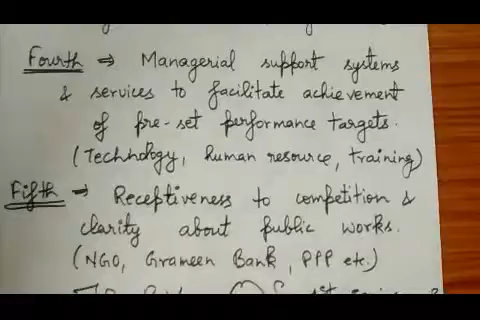 Fourth ⇒ Managerial support systems
& services to facilitate achievement
of pre-set performance targets.
(Technology, human resource, training)
Fifth → Receptiveness to competition &
clarity about public works.
(NGO, Grameen Bank, PPP etc.)